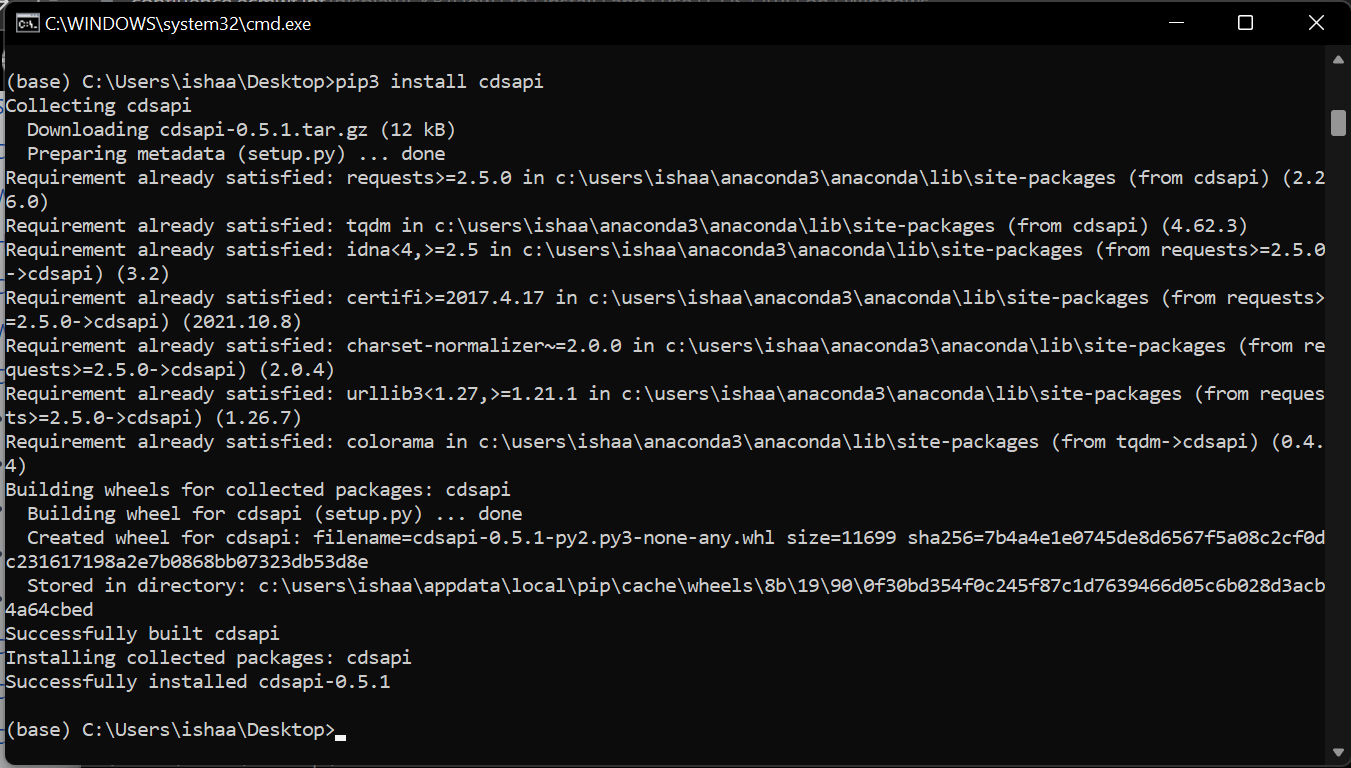 C:\WINDOWS\system32\cmd.exe
(base) C:\Users\ishaa\Desktop>pip3 install cdsapi
Collecting cdsapi
  Downloading cdsapi-0.5.1.tar.gz (12 kB)
  Preparing metadata (setup.py) ... done
Requirement already satisfied: requests>=2.5.0 in c:\users\ishaa\anaconda3\anaconda\lib\site-packages (from cdsapi) (2.2
6.0)
Requirement already satisfied: tqdm in c:\users\ishaa\anaconda3\anaconda\lib\site-packages (from cdsapi) (4.62.3)
Requirement already satisfied: idna<4,>=2.5 in c:\users\ishaa\anaconda3\anaconda\lib\site-packages (from requests>=2.5.0
->cdsapi) (3.2)
Requirement already satisfied: certifi>=2017.4.17 in c:\users\ishaa\anaconda3\anaconda\lib\site-packages (from requests>
=2.5.0->cdsapi) (2021.10.8)
Requirement already satisfied: charset-normalizer~=2.0.0 in c:\users\ishaa\anaconda3\anaconda\lib\site-packages (from re
quests>=2.5.0->cdsapi) (2.0.4)
Requirement already satisfied: urllib3<1.27,>=1.21.1 in c:\users\ishaa\anaconda3\anaconda\lib\site-packages (from reques
ts>=2.5.0->cdsapi) (1.26.7)
Requirement already satisfied: colorama in c:\users\ishaa\anaconda3\anaconda\lib\site-packages (from tqdm->cdsapi) (0.4.
4)
Building wheels for collected packages: cdsapi
  Building wheel for cdsapi (setup.py) ... done
  Created wheel for cdsapi: filename=cdsapi-0.5.1-py2.py3-none-any.whl size=11699 sha256=7b4a4e1e0745de8d6567f5a08c2cf0d
c231617198a2e7b0868bb07323db53d8e
  Stored in directory: c:\users\ishaa\appdata\local\pip\cache\wheels\8b\19\90\0f30bd354f0c245f87c1d7639466d05c6b028d3acb
4a64cbed
Successfully built cdsapi
Installing collected packages: cdsapi
Successfully installed cdsapi-0.5.1
(base) C:\Users\ishaa\Desktop>